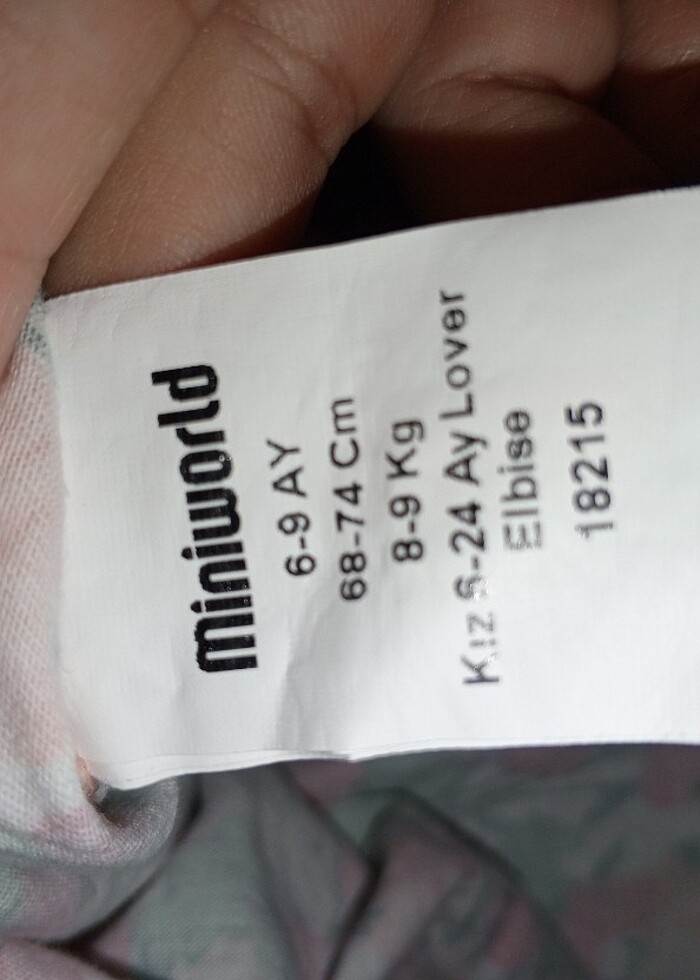 miniworld
6-9 AY
68-74 Cm
8-9 Kg
Kız 6-24 Ay Lover
Elbise
18215